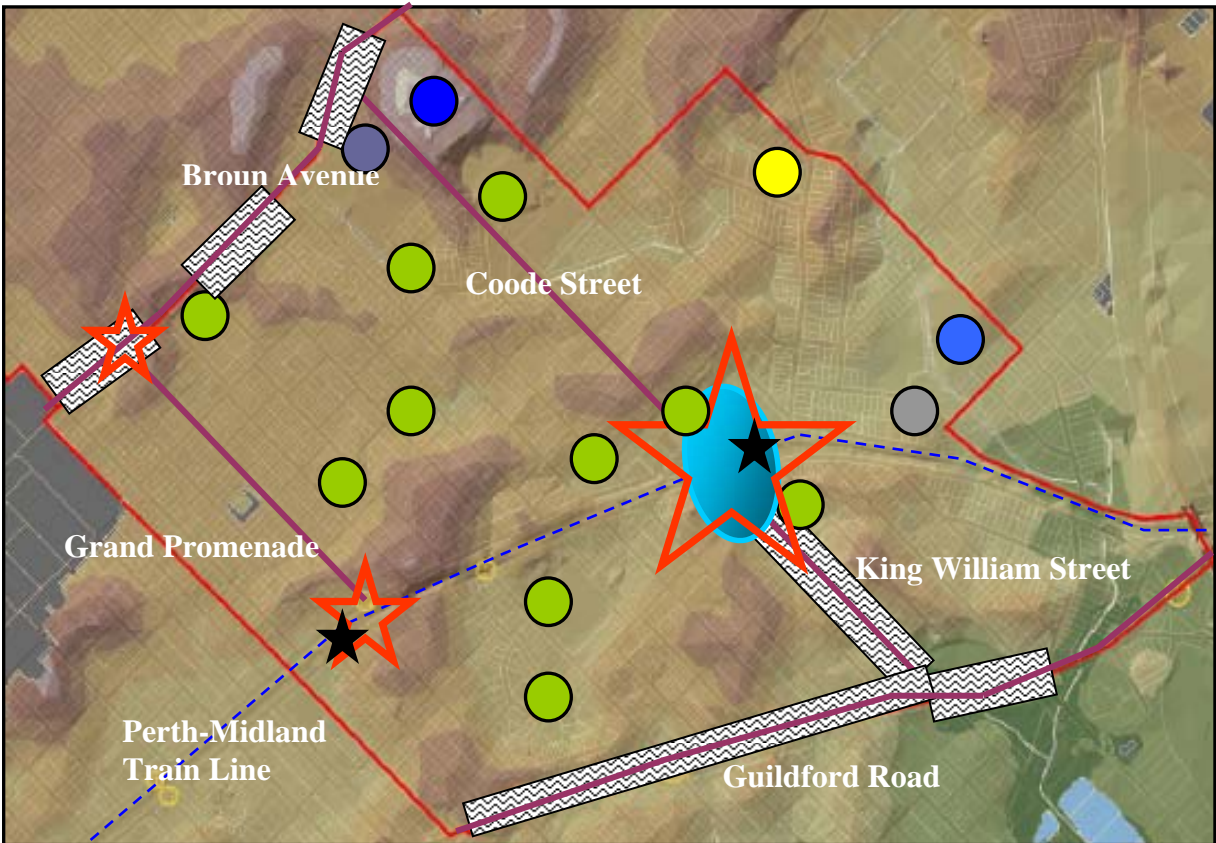 Broun Avenue
Coode Street
Grand Promenade
King William Street
Perth-Midland
Train Line
Guildford Road